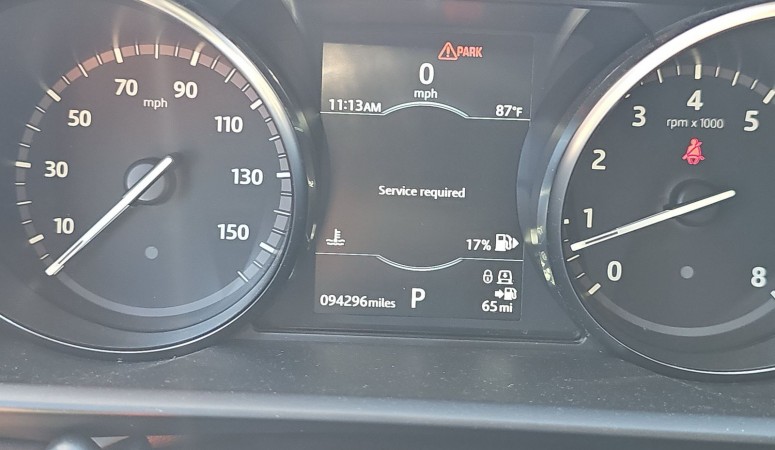 PARK
0
mph
11:13AM 87°F
Service required
17%
094296miles P 65 mi
10
30
50
70
90
110
130
150
mph
0
1
2
3
4
5
8
rpm x 1000